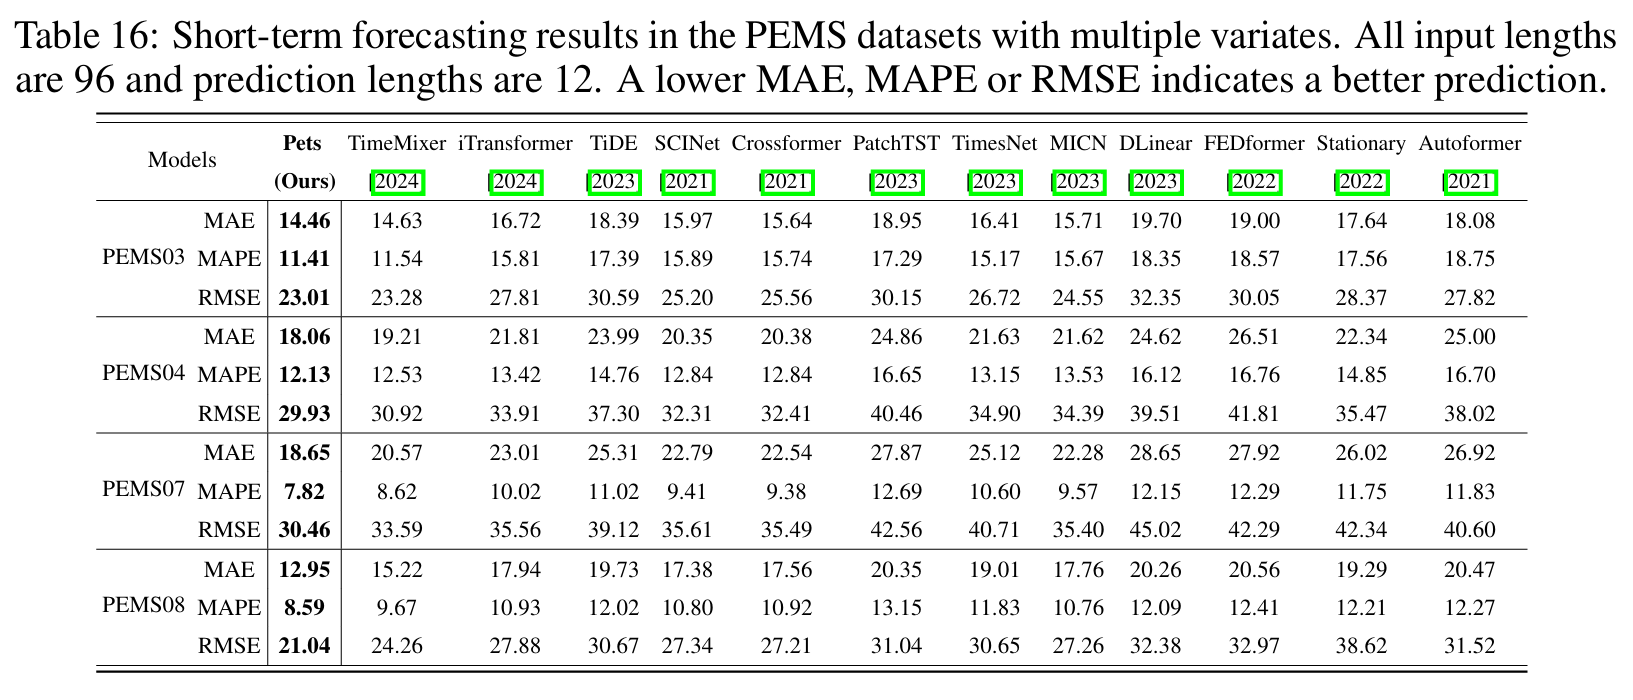 Table 16: Short-term forecasting results in the PEMS datasets with multiple variates. All input lengths
are 96 and prediction lengths are 12. A lower MAE, MAPE or RMSE indicates a better prediction.
Models Pets TimeMixer iTransformer TiDE SCINet Crossformer PatchTST TimesNet MICN DLinear FEDformer Stationary Autoformer
(Ours) [2024] [2024] [2023] [2021] [2021] [2023] [2023] [2023] [2023] [2022] [2022] [2021]
PEMS03 MAE 14.46 14.63 16.72 18.39 15.97 15.64 18.95 16.41 15.71 19.70 19.00 17.64 18.08
MAPE 11.41 11.54 15.81 17.39 15.89 15.74 17.29 15.17 15.67 18.35 18.57 17.56 18.75
RMSE 23.01 23.28 27.81 30.59 25.20 25.56 30.15 26.72 24.55 32.35 30.05 28.37 27.82
PEMS04 MAE 18.06 19.21 21.81 23.99 20.35 20.38 24.86 21.63 21.62 24.62 26.51 22.34 25.00
MAPE 12.13 12.53 13.42 14.76 12.84 12.84 16.65 13.15 13.53 16.12 16.76 14.85 16.70
RMSE 29.93 30.92 33.91 37.30 32.31 32.41 40.46 34.90 34.39 39.51 41.81 35.47 38.02
PEMS07 MAE 18.65 20.57 23.01 25.31 22.79 22.54 27.87 25.12 22.28 28.65 27.92 26.02 26.92
MAPE 7.82 8.62 10.02 11.02 9.41 9.38 12.69 10.60 9.57 12.15 12.29 11.75 11.83
RMSE 30.46 33.59 35.56 39.12 35.61 35.49 42.56 40.71 35.40 45.02 42.29 42.34 40.60
PEMS08 MAE 12.95 15.22 17.94 19.73 17.38 17.56 20.35 19.01 17.76 20.26 20.56 19.29 20.47
MAPE 8.59 9.67 10.93 12.02 10.80 10.92 13.15 11.83 10.76 12.09 12.41 12.21 12.27
RMSE 21.04 24.26 27.88 30.67 27.34 27.21 31.04 30.65 27.26 32.38 32.97 38.62 31.52